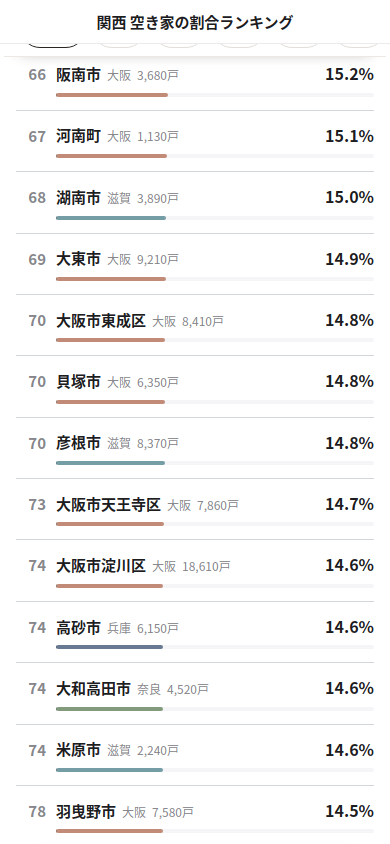 関西 空き家の割合ランキング
66 阪南市 大阪 3,680戸 15.2%
67 河南町 大阪 1,130戸 15.1%
68 湖南市 滋賀 3,890戸 15.0%
69 大東市 大阪 9,210戸 14.9%
70 大阪市東成区 大阪 8,410戸 14.8%
70 貝塚市 大阪 6,350戸 14.8%
70 彦根市 滋賀 8,370戸 14.8%
73 大阪市天王寺区 大阪 7,860戸 14.7%
74 大阪市淀川区 大阪 18,610戸 14.6%
74 高砂市 兵庫 6,150戸 14.6%
74 大和高田市 奈良 4,520戸 14.6%
74 米原市 滋賀 2,240戸 14.6%
78 羽曳野市 大阪 7,580戸 14.5%